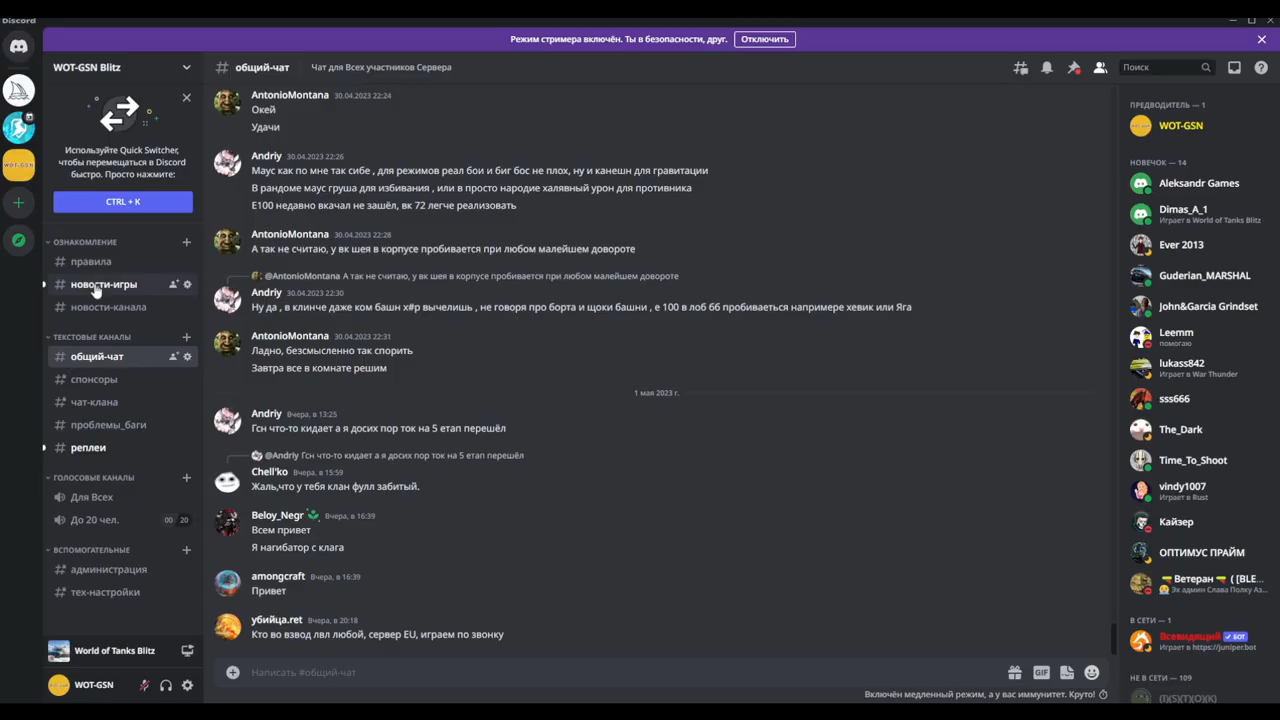 Discord
Режим стримера включён. Ты в безопасности, друг.
Отключить
WOT-GSN Blitz
Используйте Quick Switcher,
чтобы перемещаться в Discord
быстро. Просто нажмите:
CTRL + K
ОЗНАКОМЛЕНИЕ
правила
новости-игры
новости-канала
ТЕКСТОВЫЕ КАНАЛЫ
общий-чат
спонсоры
чат-клана
проблемы_баги
реплеи
ГОЛОСОВЫЕ КАНАЛЫ
Для Всех
До 20 чел. 00 20
ВСПОМОГАТЕЛЬНЫЕ
администрация
тех-настройки
World of Tanks Blitz
WOT-GSN
общий-чат Чат для Всех участников Сервера
Поиск
AntonioMontana 30.04.2023 22:24
Окей
Удачи
Andriy 30.04.2023 22:26
Маус как по мне так сибе , для режимов реал бои и биг бос не плох, ну и канешн для гравитации
В рандоме маус груша для избивания , или в просто народие халявный урон для противника
Е100 недавно вкачал не зашёл, вк 72 легче реализовать
AntonioMontana 30.04.2023 22:28
А так не считаю, у вк шея в корпусе пробивается при любом малейшем довороте
@AntonioMontana А так не считаю, у вк шея в корпусе пробивается при любом малейшем довороте
Andriy 30.04.2023 22:30
Ну да , в клинче даже ком башн х#р вычелишь , не говоря про борта и щоки башни , е 100 в лоб бб пробиваеться например хевик или Яга
AntonioMontana 30.04.2023 22:31
Ладно, безсмысленно так спорить
Завтра все в комнате решим
1 мая 2023 г.
Andriy Вчера, в 13:25
Гсн что-то кидает а я досих пор ток на 5 етап перешёл
@Andriy Гсн что-то кидает а я досих пор ток на 5 етап перешёл
Chell'ko Вчера, в 15:59
Жаль,что у тебя клан фулл забитый.
Beloy_Negr Вчера, в 16:39
Всем привет
Я нагибатор с клага
amongcraft Вчера, в 16:39
Привет
убийца.ret Вчера, в 20:18
Кто во взвод лвл любой, сервер EU, играем по звонку
Написать #общий-чат
GIF
Включён медленный режим, а у вас иммунитет. Круто!
ПРЕДВОДИТЕЛЬ — 1
WOT-GSN
НОВЕЧОК — 14
Aleksandr Games
Dimas_A_1
Играет в World of Tanks Blitz
Ever 2013
Guderian_MARSHAL
John&Garcia Grindset
Leemm
помогаю
lukass842
Играет в War Thunder
sss666
The_Dark
Time_To_Shoot
vindy1007
Играет в Rust
Кайзер
ОПТИМУС ПРАЙМ
Ветеран ( [BLE...
Эх админ Слава Полку Аз...
В СЕТИ — 1
Всевидящий БОТ
Играет в https://juniper.bot
НЕ В СЕТИ — 109
(I)(S)(T)(O)(K)